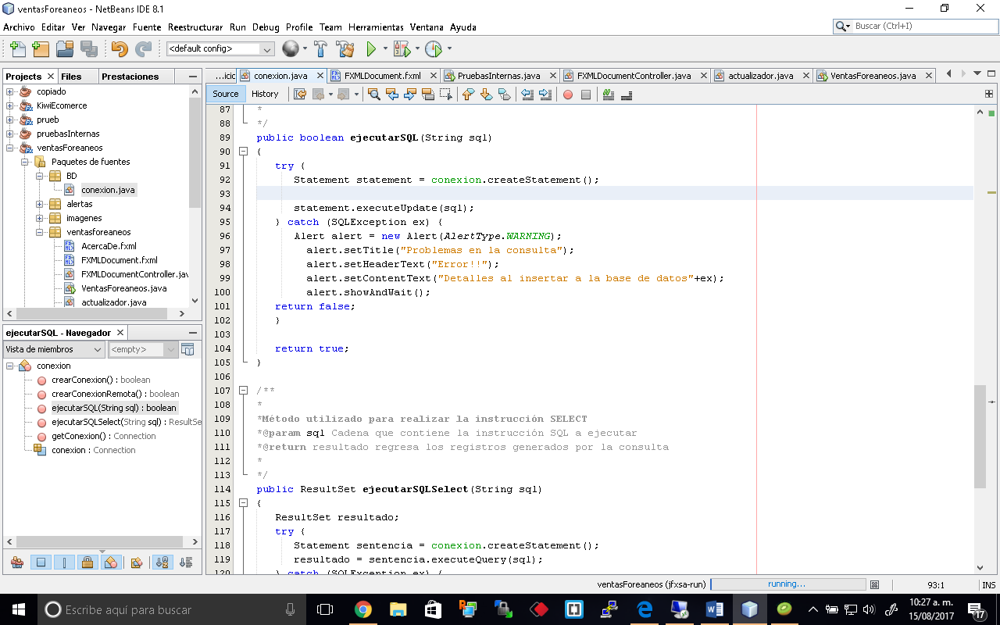 ventasForeaneos - NetBeans IDE 8.1
Archivo Editar Ver Navegar Fuente Reestructurar Run Debug Profile Team Herramientas Ventana Ayuda
Buscar (Ctrl+I)
<default config>
Projects Files Prestaciones
...icic conexion.java FXMLDocument.fxml PruebasInternas.java FXMLDocumentController.java actualizador.java VentasForeaneos.java
Source History
copiado
KiwiEcomerce
prueb
pruebasInternas
ventasForeaneos
Paquetes de fuentes
BD
conexion.java
alertas
imagenes
ventasforeaneos
AcercaDe.fxml
FXMLDocument.fxml
FXMLDocumentController.jav
VentasForeaneos.java
actualizador.java
ejecutarSQL - Navegador
Vista de miembros <empty>
conexion
crearConexion() : boolean
crearConexionRemota() : boolean
ejecutarSQL(String sql) : boolean
ejecutarSQLSelect(String sql) : ResultSe
getConexion() : Connection
conexion : Connection
87 *
88 */
89 public boolean ejecutarSQL(String sql)
90 {
91 try {
92 Statement statement = conexion.createStatement();
93
94 statement.executeUpdate(sql);
95 } catch (SQLException ex) {
96 Alert alert = new Alert(AlertType.WARNING);
97 alert.setTitle("Problemas en la consulta");
98 alert.setHeaderText("Error!!");
99 alert.setContentText("Detalles al insertar a la base de datos"+ex);
100 alert.showAndWait();
101 return false;
102 }
103
104 return true;
105 }
106
107 /**
108 *
109 *Método utilizado para realizar la instrucción SELECT
110 *@param sql Cadena que contiene la instrucción SQL a ejecutar
111 *@return resultado regresa los registros generados por la consulta
112 *
113 */
114 public ResultSet ejecutarSQLSelect(String sql)
115 {
116 ResultSet resultado;
117 try {
118 Statement sentencia = conexion.createStatement();
119 resultado = sentencia.executeQuery(sql);
120 } catch (SQLException ex) {
ventasForeaneos (jfxsa-run) running... 93:1 INS
Escribe aquí para buscar
10:27 a. m.
15/08/2017
17